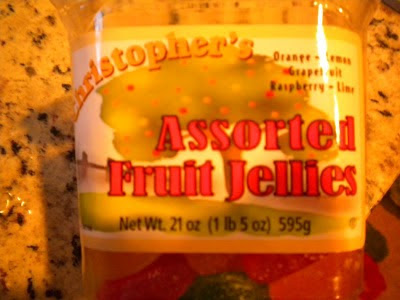 Christopher's
Orange - Lemon
Grapefruit
Raspberry - Lime
Assorted
Fruit Jellies
Net Wt. 21 oz (1 lb 5 oz) 595g